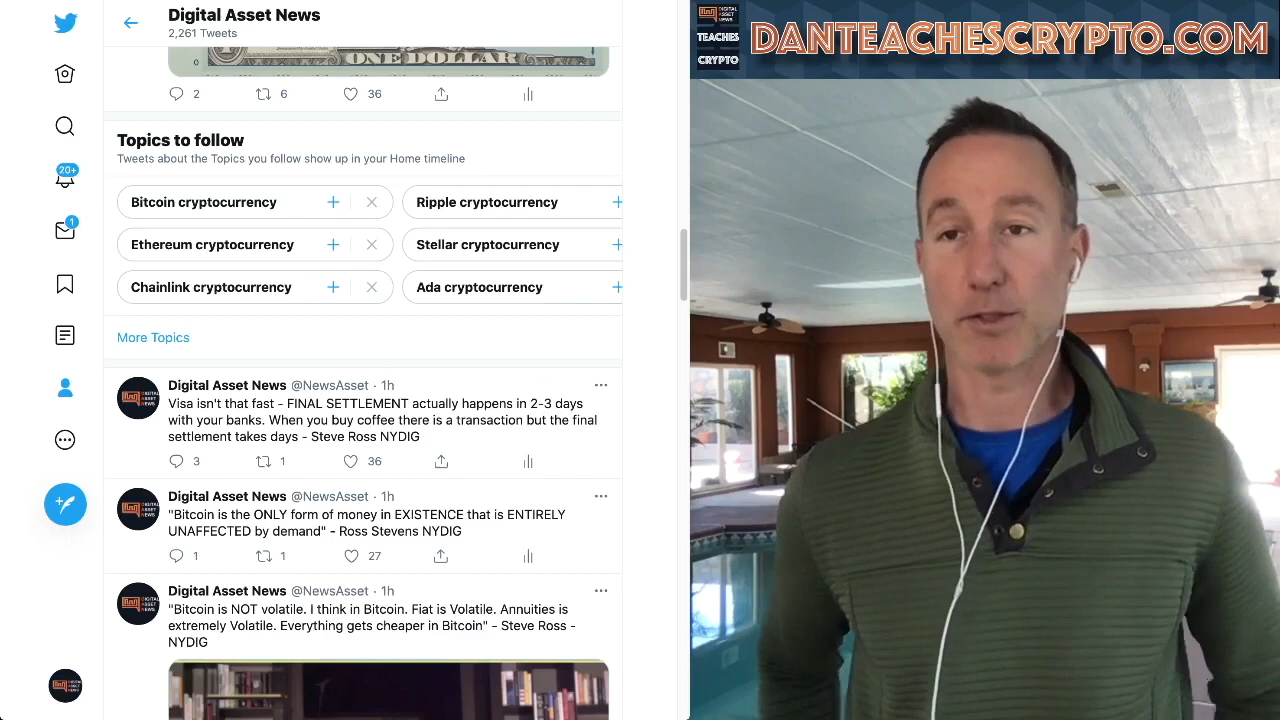 Digital Asset News
2,261 Tweets
0
ONE DOLLAR
2
6
36
Topics to follow
Tweets about the Topics you follow show up in your Home timeline
Bitcoin cryptocurrency
Ripple cryptocurrency
Ethereum cryptocurrency
Stellar cryptocurrency
Chainlink cryptocurrency
Ada cryptocurrency
More Topics
20+
1
Digital Asset News @NewsAsset · 1h
Visa isn't that fast - FINAL SETTLEMENT actually happens in 2-3 days
with your banks. When you buy coffee there is a transaction but the final
settlement takes days - Steve Ross NYDIG
3
1
36
Digital Asset News @NewsAsset · 1h
"Bitcoin is the ONLY form of money in EXISTENCE that is ENTIRELY
UNAFFECTED by demand" - Ross Stevens NYDIG
1
1
27
Digital Asset News @NewsAsset · 1h
"Bitcoin is NOT volatile. I think in Bitcoin. Fiat is Volatile. Annuities is
extremely Volatile. Everything gets cheaper in Bitcoin" - Steve Ross -
NYDIG
DIGITAL
ASSET
NEWS
TEACHES
CRYPTO
DANTEACHESCRYPTO.COM